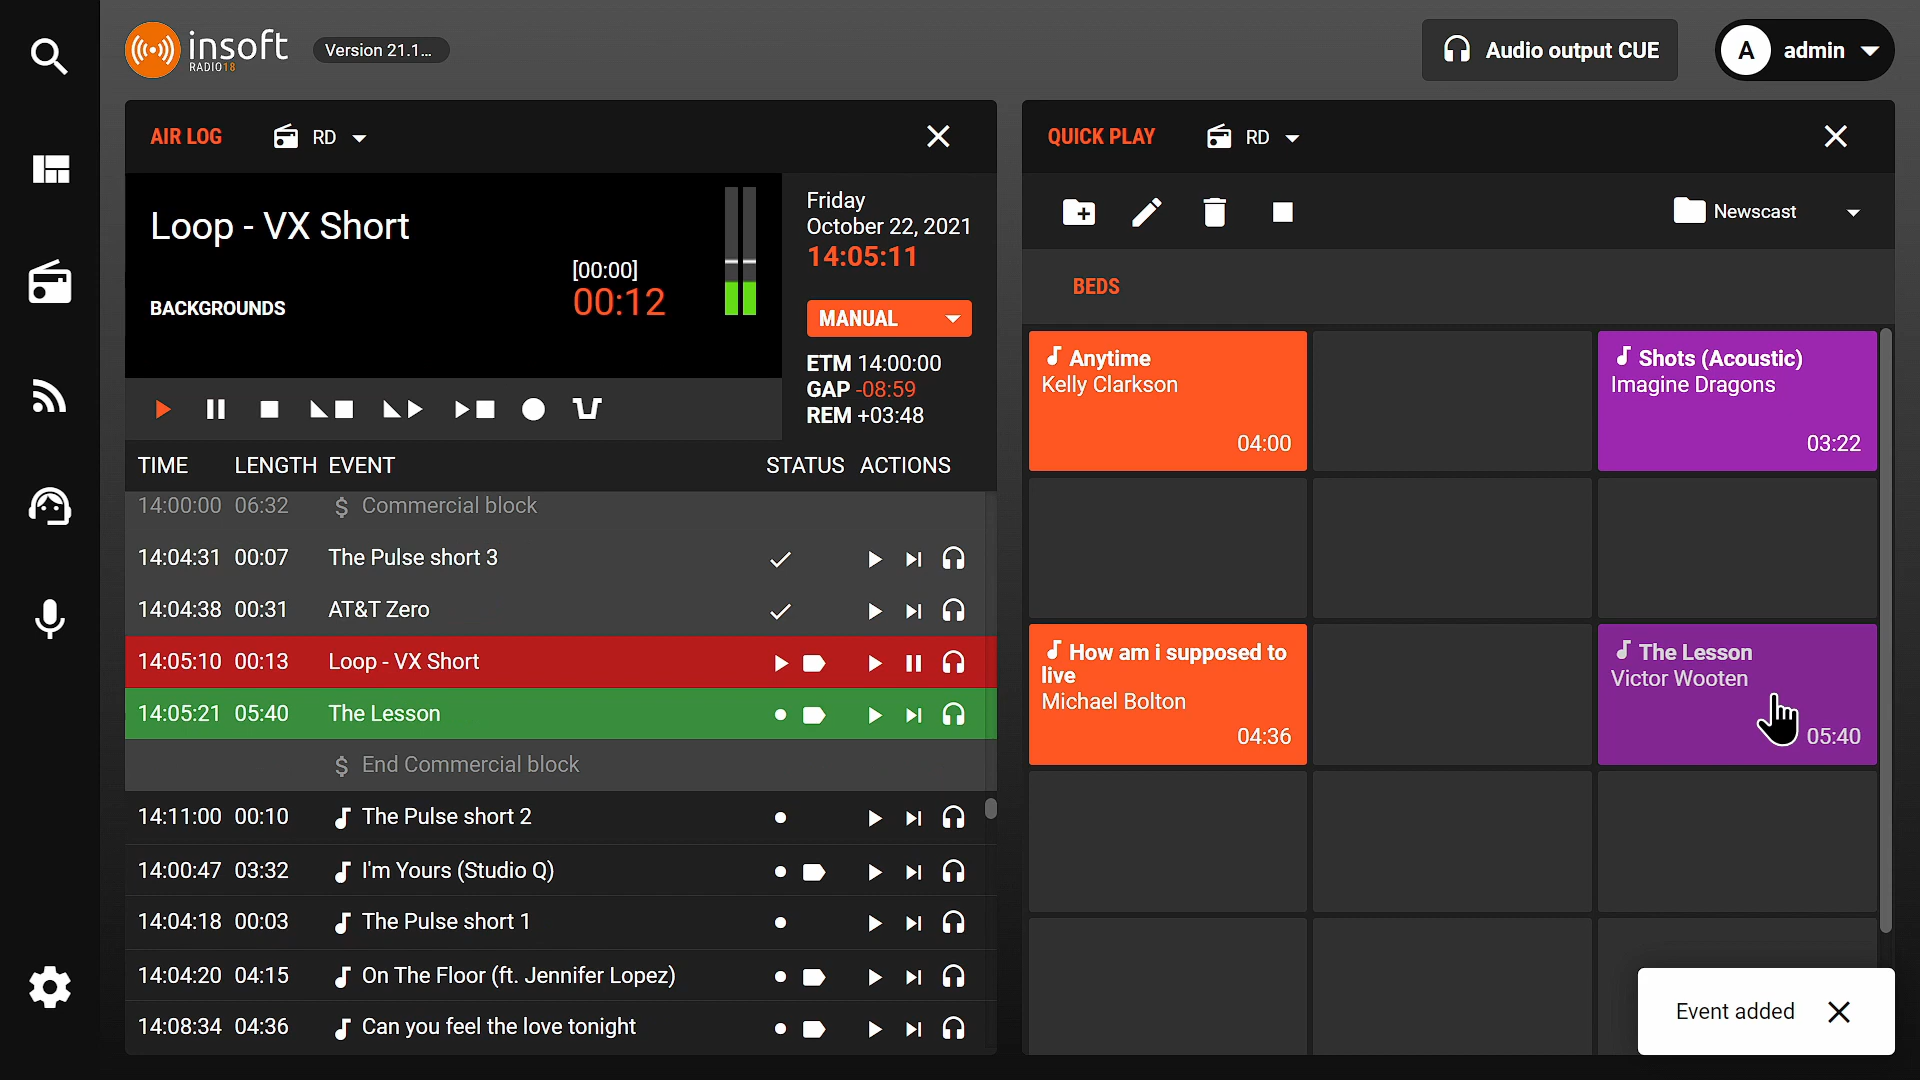 insoft
RADIO18
Version 21.1...
Audio output CUE
A
admin
AIR LOG
RD
Loop - VX Short
[00:00]
00:12
BACKGROUNDS
Friday
October 22, 2021
14:05:11
MANUAL
ETM 14:00:00
GAP -08:59
REM +03:48
TIME LENGTH EVENT STATUS ACTIONS
14:00:00 06:32 $ Commercial block
14:04:31 00:07 The Pulse short 3
14:04:38 00:31 AT&T Zero
14:05:10 00:13 Loop - VX Short
14:05:21 05:40 The Lesson
$ End Commercial block
14:11:00 00:10 The Pulse short 2
14:00:47 03:32 I'm Yours (Studio Q)
14:04:18 00:03 The Pulse short 1
14:04:20 04:15 On The Floor (ft. Jennifer Lopez)
14:08:34 04:36 Can you feel the love tonight
QUICK PLAY
RD
Newscast
BEDS
Anytime
Kelly Clarkson
04:00
Shots (Acoustic)
Imagine Dragons
03:22
How am i supposed to
live
Michael Bolton
04:36
The Lesson
Victor Wooten
05:40
Event added